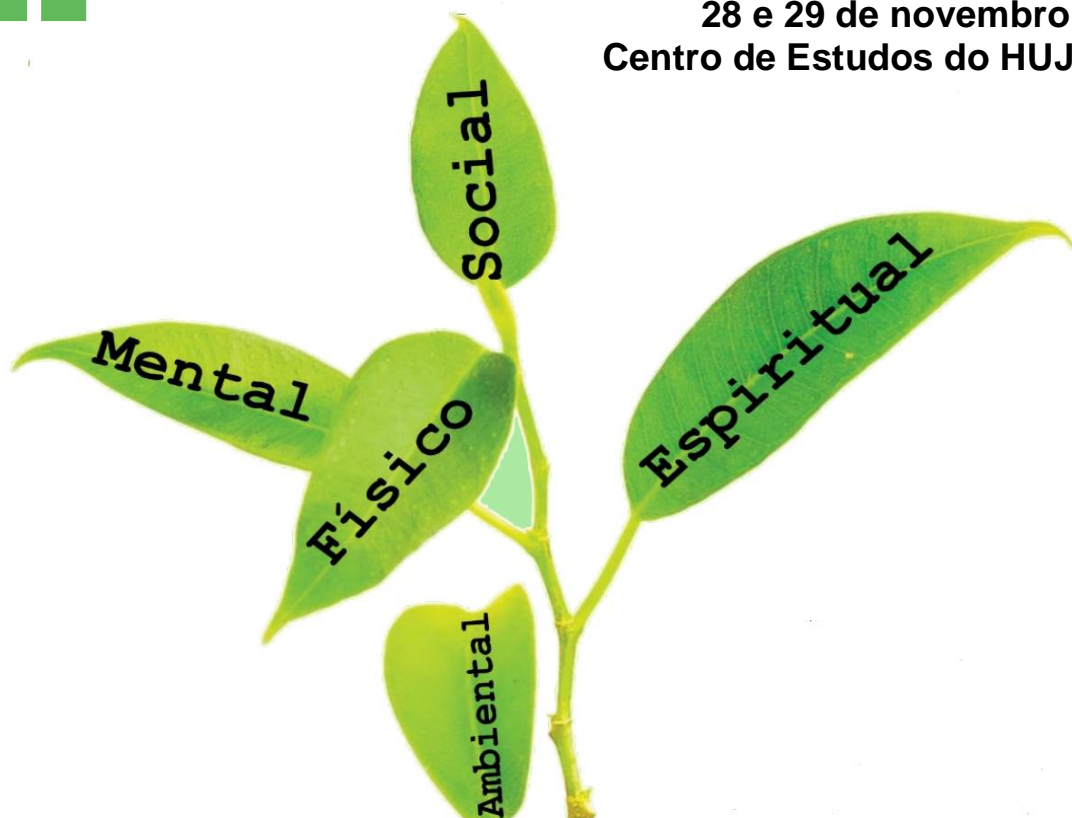 28 e 29 de novembro
Centro de Estudos do HUJ
Social
Mental
Físico
Espiritual
Ambiental